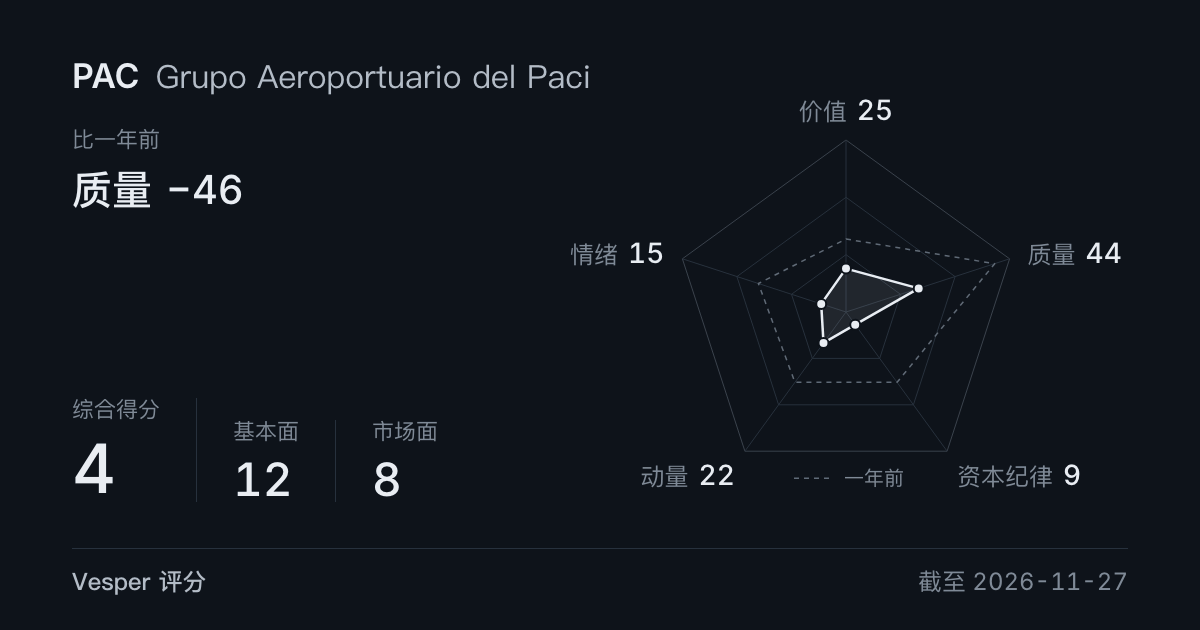 PAC Grupo Aeroportuario del Paci
比一年前
质量 −46
价值 25
情绪 15
质量 44
综合得分
4
基本面
12
市场面
8
动量 22
一年前
资本纪律 9
Vesper 评分
截至 2026-11-27